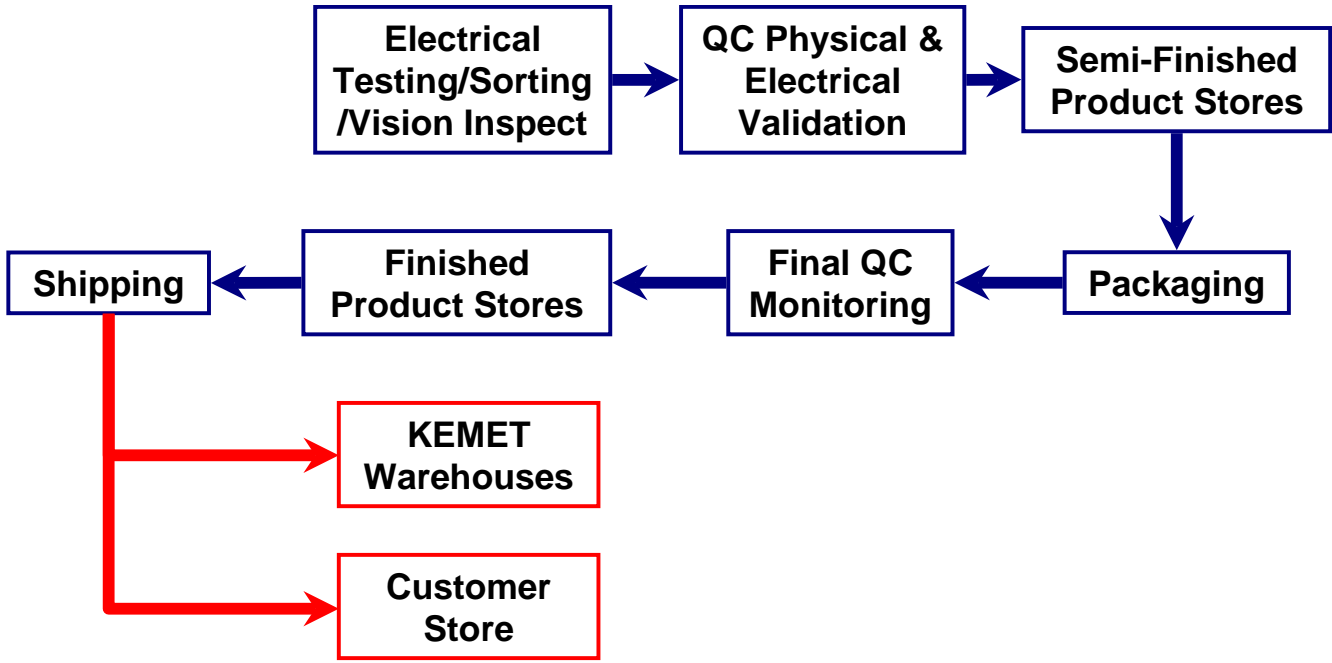 Electrical
Testing/Sorting
/Vision Inspect
QC Physical &
Electrical
Validation
Semi-Finished
Product Stores
Shipping
Finished
Product Stores
Final QC
Monitoring
Packaging
KEMET
Warehouses
Customer
Store